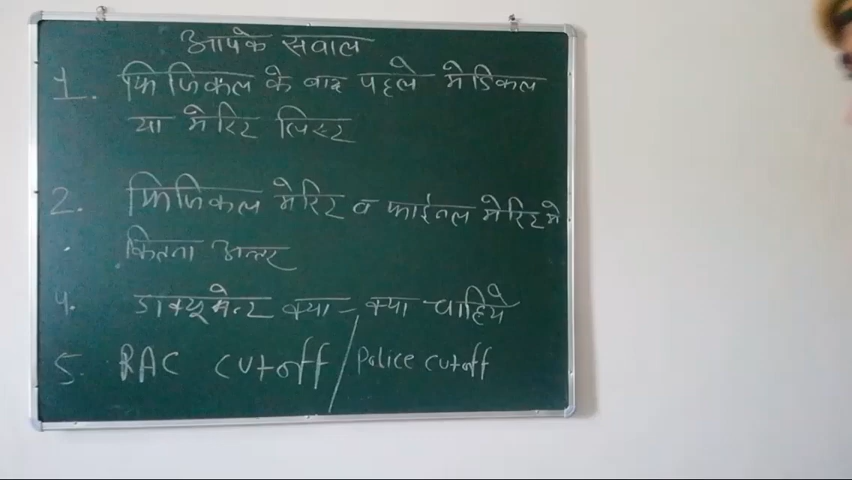 आपके सवाल
1. फिजिकल के बाद पहले मेडिकल
या मेरिट लिस्ट
2. फिजिकल मेरिट व फाईनल मेरिट मे
कितना अन्तर
4. डाक्यूमेन्ट क्या - क्या चाहिये
5. RAC cutoff / Police cutoff